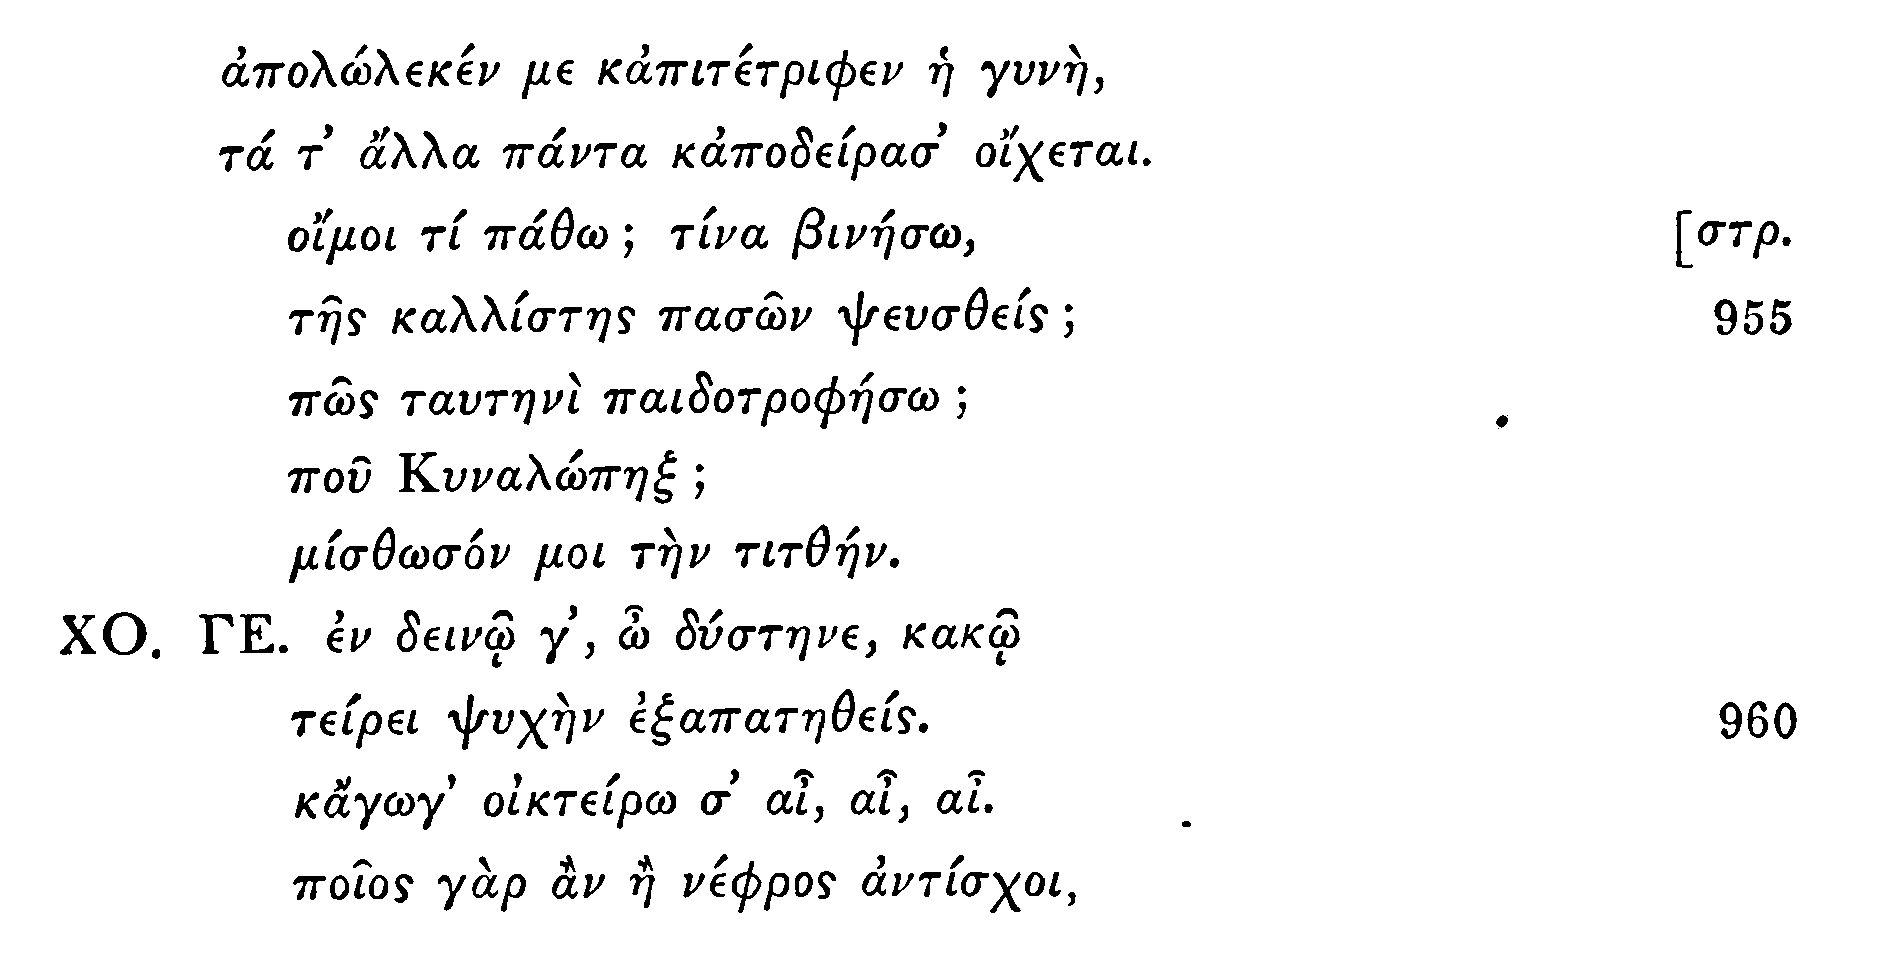 ἀπολώλεκέν με κἀπιτέτριφεν ἡ γυνὴ,
τά τ’ ἄλλα πάντα κἀποδείρασ’ οἴχεται.
οἴμοι τί πάθω; τίνα βινήσω, [στρ.
τῆς καλλίστης πασῶν ψευσθείς; 955
πῶς ταυτηνὶ παιδοτροφήσω;
ποῦ Κυναλώπηξ;
μίσθωσόν μοι τὴν τιτθήν.
ΧΟ. ΓΕ. ἐν δεινῷ γ’, ὦ δύστηνε, κακῷ
τείρει ψυχὴν ἐξαπατηθείς. 960
κἄγωγ’ οἰκτείρω σ’ αἶ, αἶ, αἶ.
ποῖος γὰρ ἂν ἢ νέφρος ἀντίσχοι,